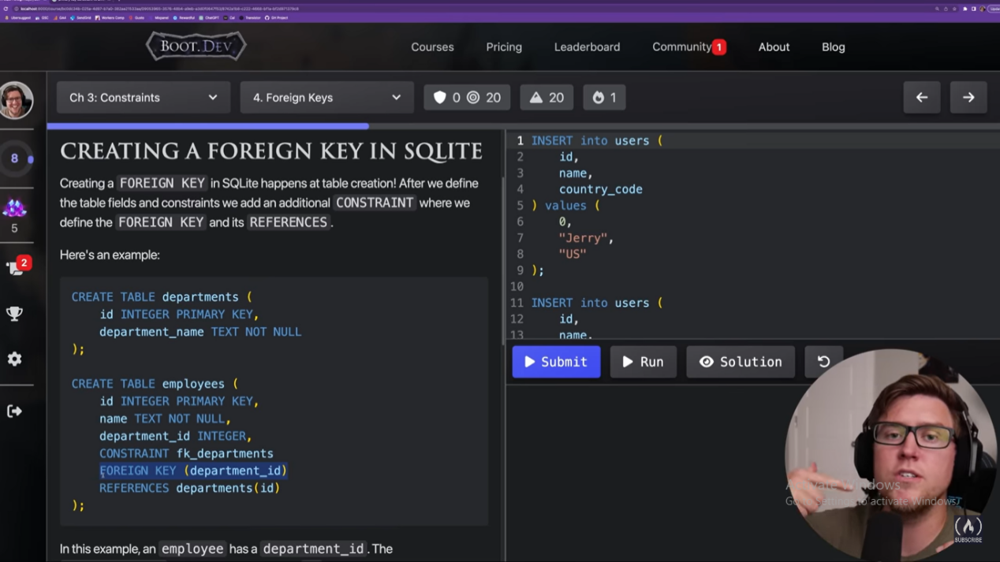 BOOT.DEV
Courses
Pricing
Leaderboard
Community 1
About
Blog
Ch 3: Constraints
4. Foreign Keys
0 20
20
1
8
5
2
CREATING A FOREIGN KEY IN SQLITE
Creating a FOREIGN KEY in SQLite happens at table creation! After we define
the table fields and constraints we add an additional CONSTRAINT where we
define the FOREIGN KEY and its REFERENCES.
Here's an example:
CREATE TABLE departments (
id INTEGER PRIMARY KEY,
department_name TEXT NOT NULL
);
CREATE TABLE employees (
id INTEGER PRIMARY KEY,
name TEXT NOT NULL,
department_id INTEGER,
CONSTRAINT fk_departments
FOREIGN KEY (department_id)
REFERENCES departments(id)
);
In this example, an employee has a department_id. The
1 INSERT into users (
2 id,
3 name,
4 country_code
5 ) values (
6 0,
7 "Jerry",
8 "US"
9 );
10
11 INSERT into users (
12 id,
13 name,
Submit
Run
Solution
Activate Windows
Go to Settings to activate Windows.
SUBSCRIBE